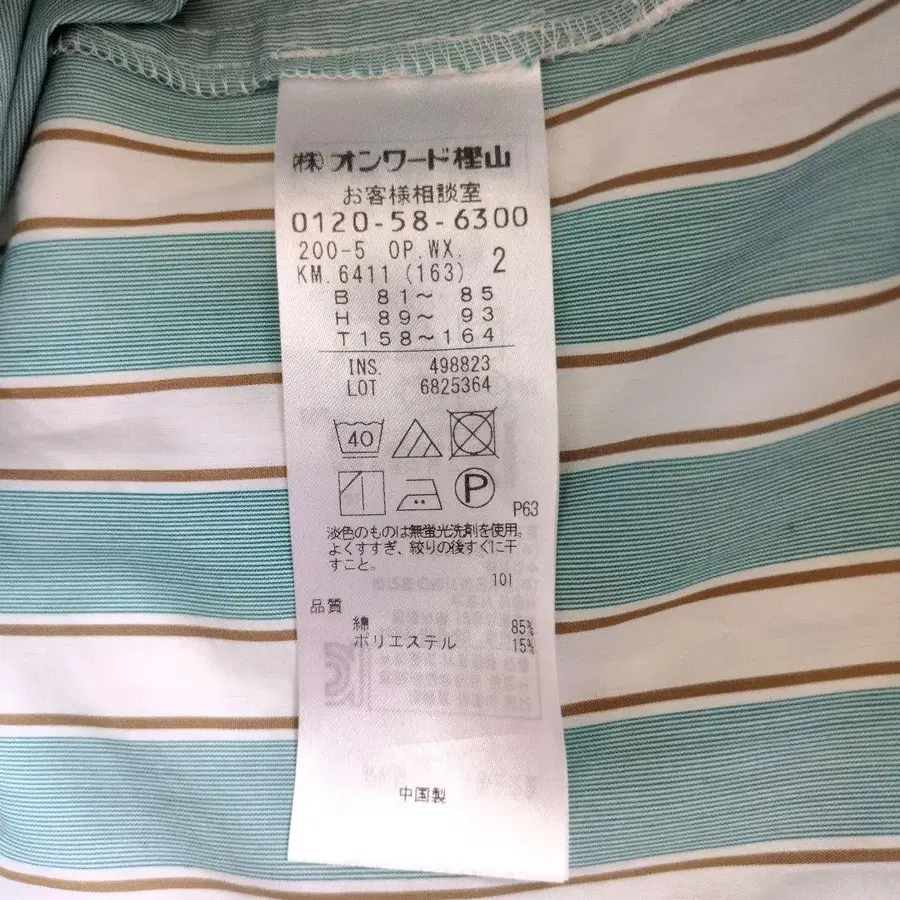 (株)オンワード樫山
お客様相談室
0120-58-6300
200-5 OP.WX. 2
KM.6411(163)
B 81～ 85
H 89～ 93
T158～164
INS. 498823
LOT 6825364
40
P
P63
淡色のものは無蛍光洗剤を使用。
よくすすぎ、絞りの後すぐに干
すこと。
101
品質
綿 85%
ポリエステル 15%
中国製